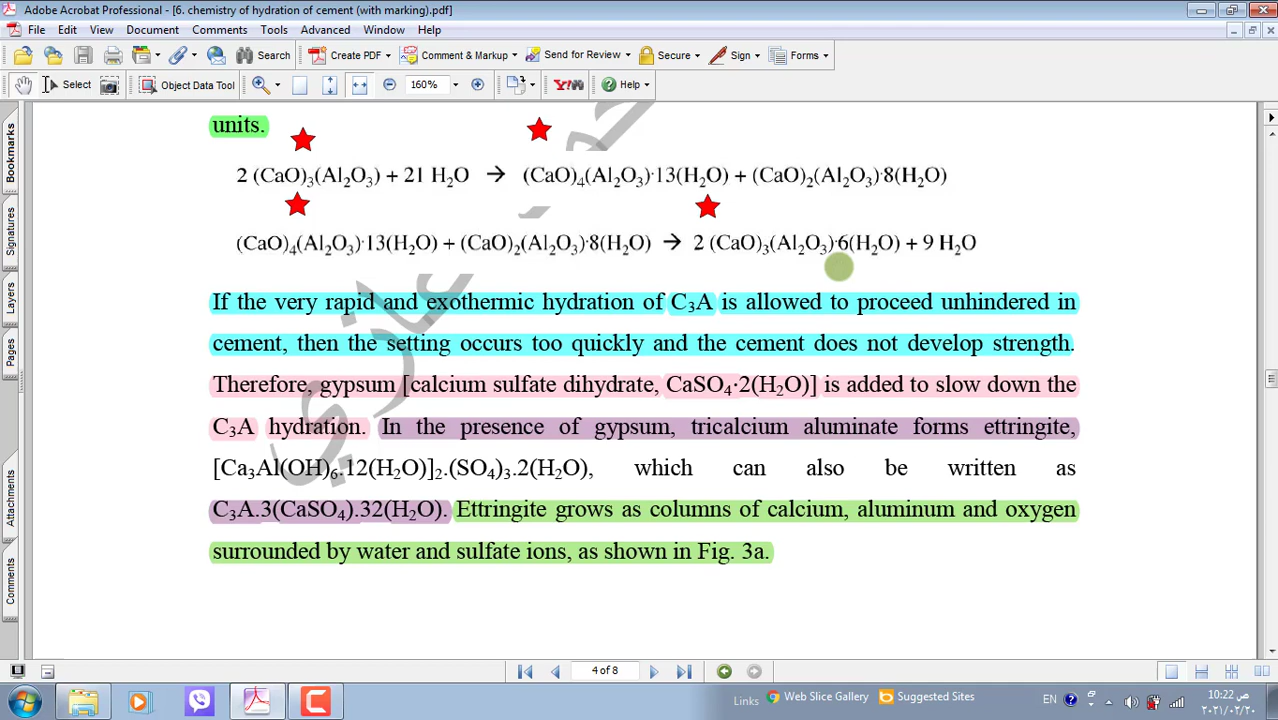 Adobe Acrobat Professional - [6. chemistry of hydration of cement (with marking).pdf]
File Edit View Document Comments Tools Advanced Window Help
Search Create PDF Comment & Markup Send for Review Secure Sign Forms
Select Object Data Tool 160% Y! Help
Bookmarks
Signatures
Layers
Pages
Attachments
Comments
units.
2 (CaO)₃(Al₂O₃) + 21 H₂O → (CaO)₄(Al₂O₃)·13(H₂O) + (CaO)₂(Al₂O₃)·8(H₂O)
(CaO)₄(Al₂O₃)·13(H₂O) + (CaO)₂(Al₂O₃)·8(H₂O) → 2 (CaO)₃(Al₂O₃)·6(H₂O) + 9 H₂O
If the very rapid and exothermic hydration of C₃A is allowed to proceed unhindered in
cement, then the setting occurs too quickly and the cement does not develop strength.
Therefore, gypsum [calcium sulfate dihydrate, CaSO₄·2(H₂O)] is added to slow down the
C₃A hydration. In the presence of gypsum, tricalcium aluminate forms ettringite,
[Ca₃Al(OH)₆.12(H₂O)]₂.(SO₄)₃.2(H₂O), which can also be written as
C₃A.3(CaSO₄).32(H₂O). Ettringite grows as columns of calcium, aluminum and oxygen
surrounded by water and sulfate ions, as shown in Fig. 3a.
4 of 8
Links Web Slice Gallery Suggested Sites EN 10:22 ص
٢٠٢١/٠٢/٢٠